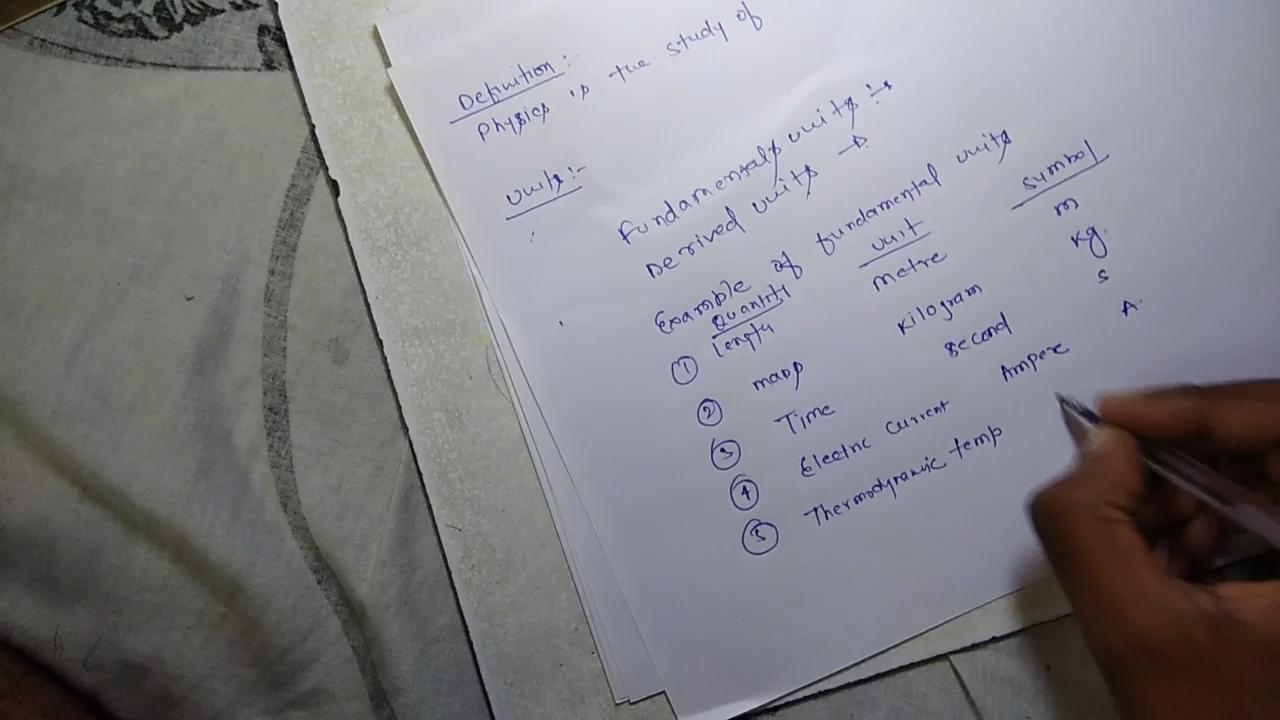 Definition :-
Physics is the study of
Units :-
Fundamentals units :→
Derived units →
Example of fundamental units
Quantity unit symbol
① length metre m
② mass kilogram kg.
③ Time second s
④ Electric current Ampere A.
⑤ Thermodynamic temp